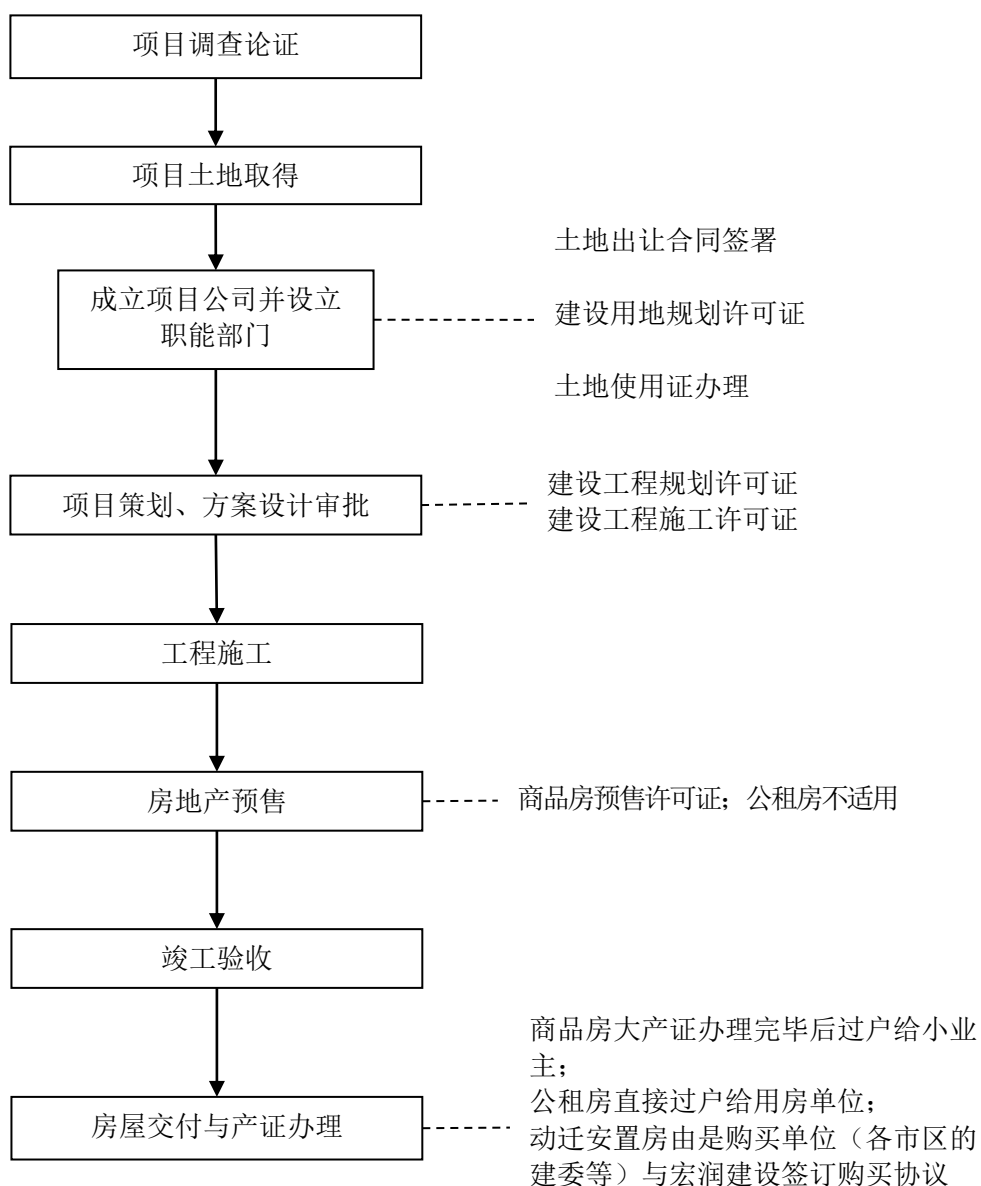 项目调查论证
项目土地取得
土地出让合同签署
成立项目公司并设立
职能部门
建设用地规划许可证
土地使用证办理
项目策划、方案设计审批
建设工程规划许可证
建设工程施工许可证
工程施工
房地产预售
商品房预售许可证；公租房不适用
竣工验收
房屋交付与产证办理
商品房大产证办理完毕后过户给小业
主；
公租房直接过户给用房单位；
动迁安置房由是购买单位（各市区的
建委等）与宏润建设签订购买协议